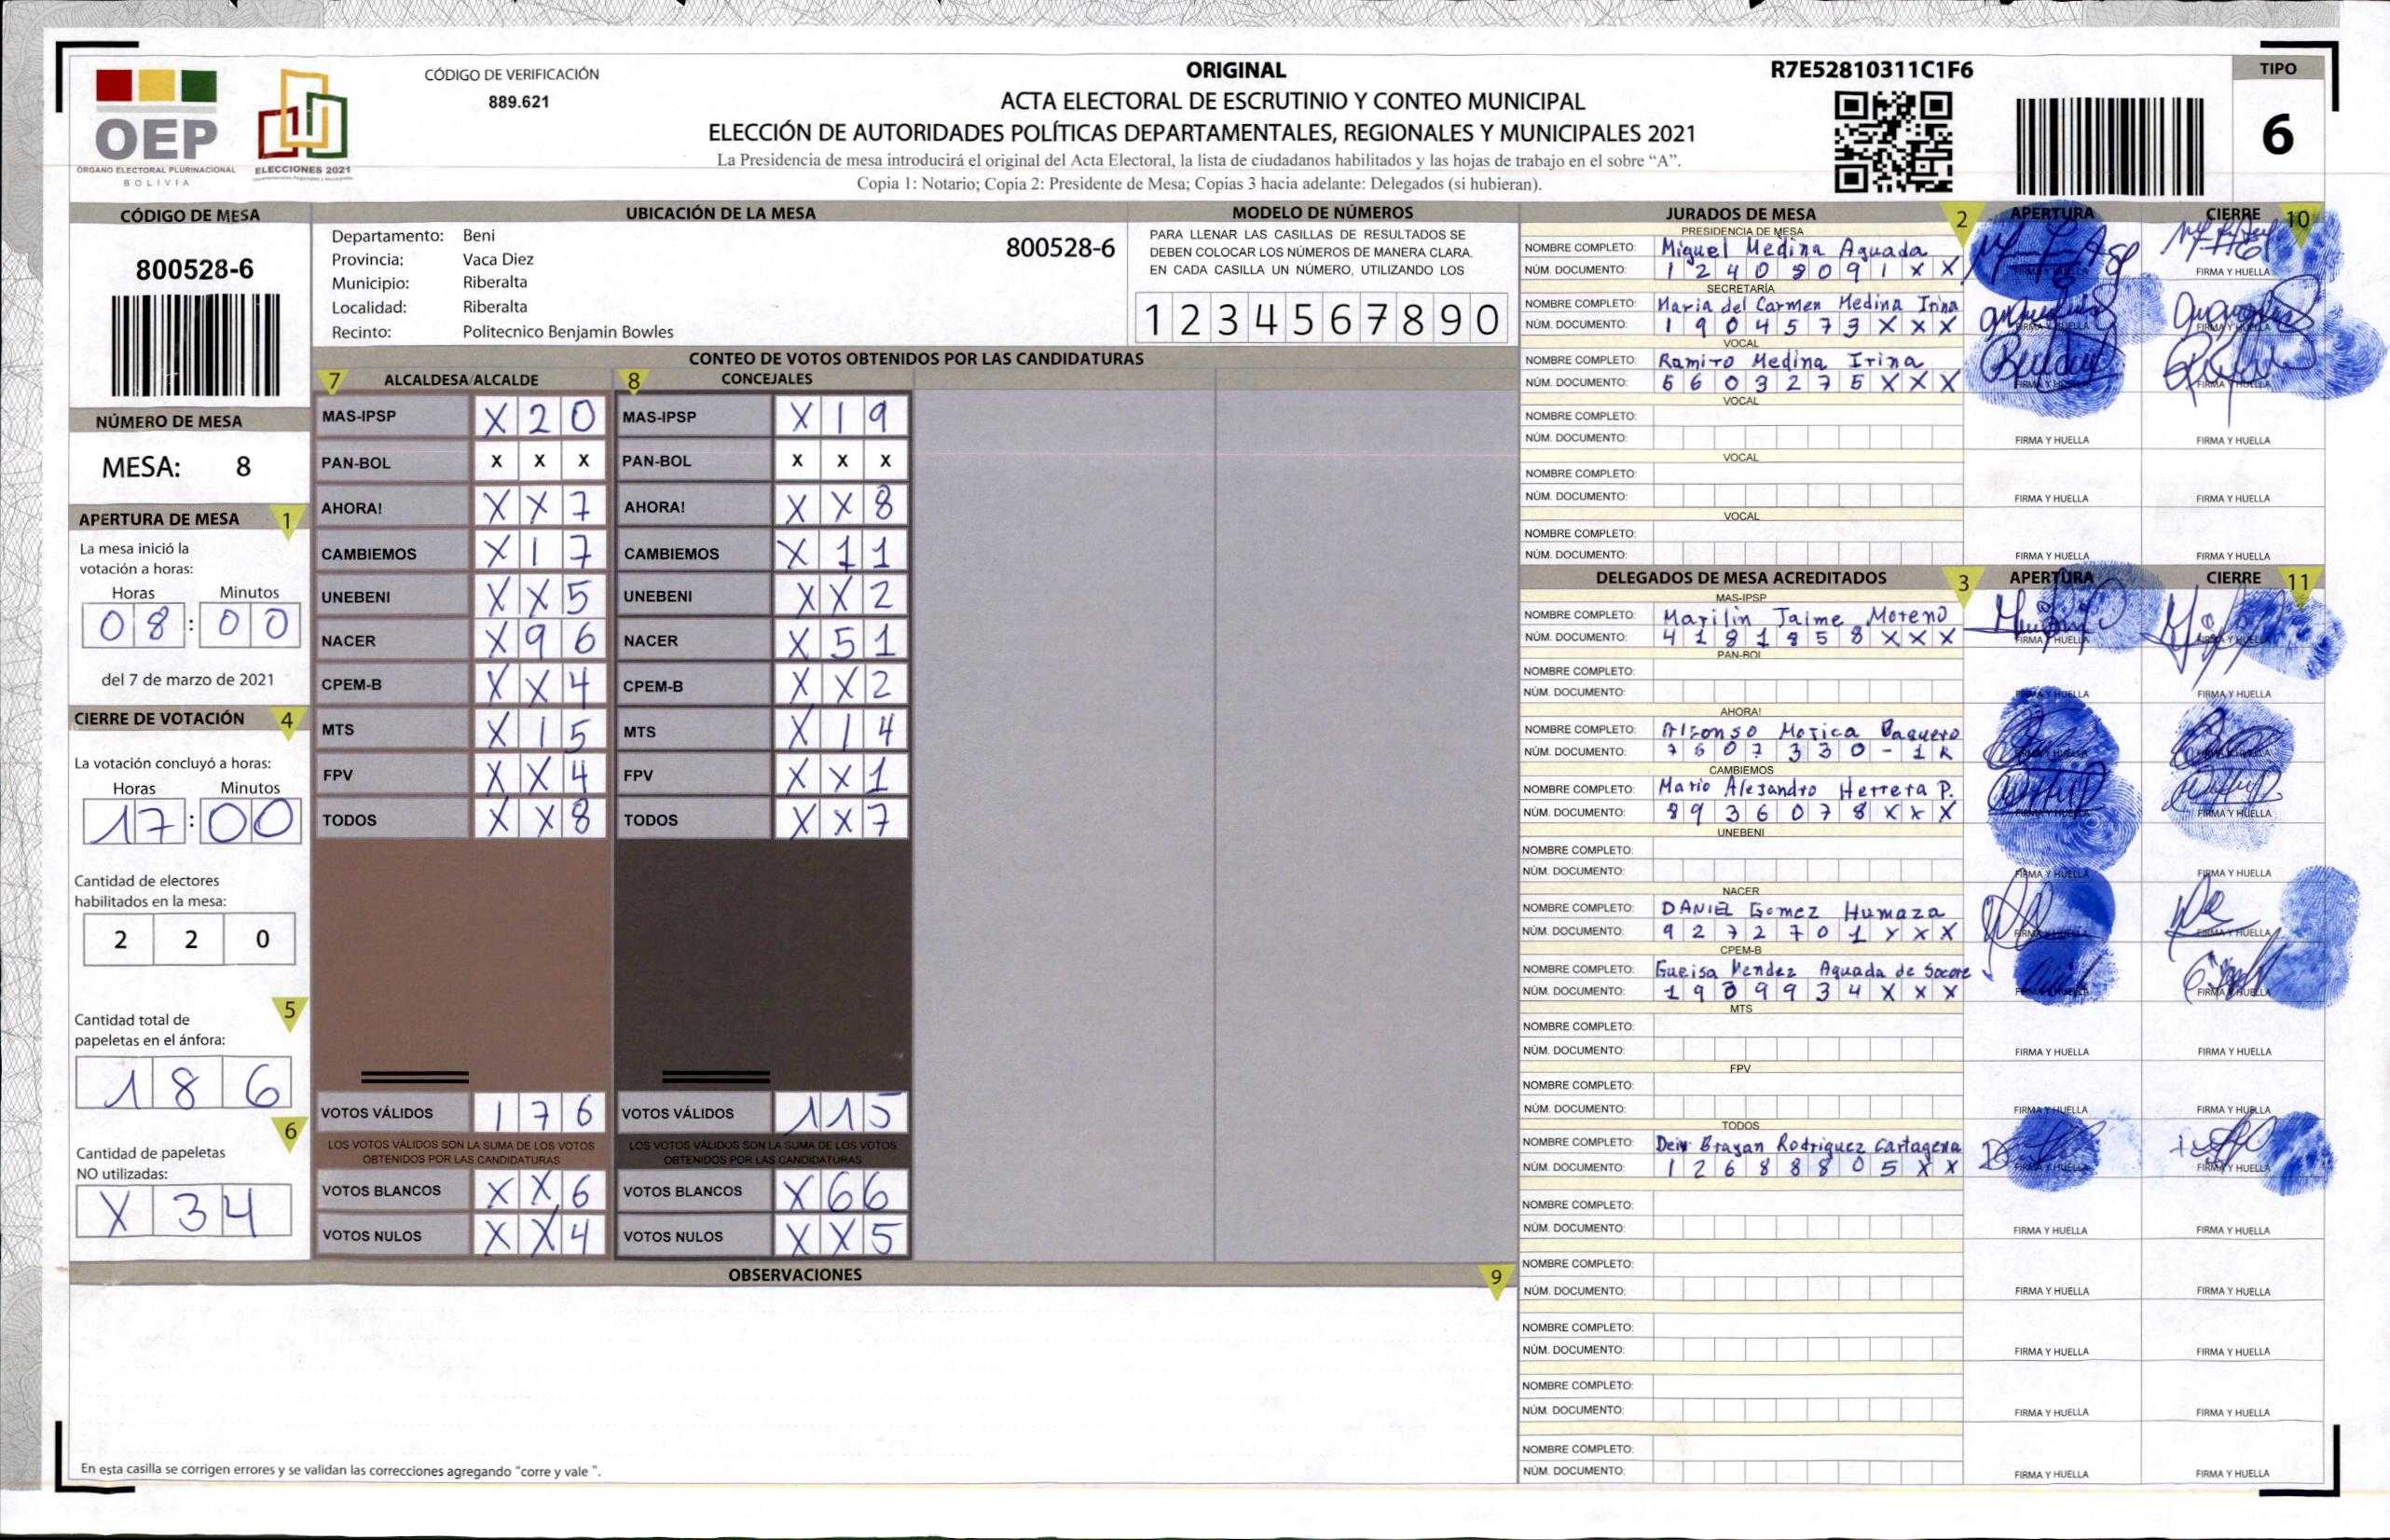 OEP
ÓRGANO ELECTORAL PLURINACIONAL
BOLIVIA
ELECCIONES 2021
CÓDIGO DE VERIFICACIÓN
889.621
ORIGINAL
ACTA ELECTORAL DE ESCRUTINIO Y CONTEO MUNICIPAL
ELECCIÓN DE AUTORIDADES POLÍTICAS DEPARTAMENTALES, REGIONALES Y MUNICIPALES 2021
La Presidencia de mesa introducirá el original del Acta Electoral, la lista de ciudadanos habilitados y las hojas de trabajo en el sobre “A”.
Copia 1: Notario; Copia 2: Presidente de Mesa; Copias 3 hacia adelante: Delegados (si hubieran).
R7E52810311C1F6
TIPO
6
CÓDIGO DE MESA
800528-6
NÚMERO DE MESA
MESA: 8
APERTURA DE MESA 1
La mesa inició la
votación a horas:
Horas Minutos
08:00
del 7 de marzo de 2021
CIERRE DE VOTACIÓN 4
La votación concluyó a horas:
Horas Minutos
17:00
Cantidad de electores
habilitados en la mesa:
2 2 0
5
Cantidad total de
papeletas en el ánfora:
1 8 6
6
Cantidad de papeletas
NO utilizadas:
X 3 4
UBICACIÓN DE LA MESA
Departamento: Beni
Provincia: Vaca Diez
Municipio: Riberalta
Localidad: Riberalta
Recinto: Politecnico Benjamin Bowles
800528-6
MODELO DE NÚMEROS
PARA LLENAR LAS CASILLAS DE RESULTADOS SE
DEBEN COLOCAR LOS NÚMEROS DE MANERA CLARA.
EN CADA CASILLA UN NÚMERO, UTILIZANDO LOS
1 2 3 4 5 6 7 8 9 0
CONTEO DE VOTOS OBTENIDOS POR LAS CANDIDATURAS
7 ALCALDESA/ALCALDE 8 CONCEJALES
MAS-IPSP X 2 0 MAS-IPSP X 1 9
PAN-BOL X X X PAN-BOL X X X
AHORA! X X 7 AHORA! X X 8
CAMBIEMOS X 1 7 CAMBIEMOS X 1 1
UNEBENI X X 5 UNEBENI X X 2
NACER X 9 6 NACER X 5 1
CPEM-B X X 4 CPEM-B X X 2
MTS X 1 5 MTS X 1 4
FPV X X 4 FPV X X 1
TODOS X X 8 TODOS X X 7
VOTOS VÁLIDOS 1 7 6 VOTOS VÁLIDOS 1 1 5
LOS VOTOS VÁLIDOS SON LA SUMA DE LOS VOTOS LOS VOTOS VÁLIDOS SON LA SUMA DE LOS VOTOS
OBTENIDOS POR LAS CANDIDATURAS OBTENIDOS POR LAS CANDIDATURAS
VOTOS BLANCOS X X 6 VOTOS BLANCOS X 6 6
VOTOS NULOS X X 4 VOTOS NULOS X X 5
OBSERVACIONES 9
En esta casilla se corrigen errores y se validan las correcciones agregando "corre y vale ".
JURADOS DE MESA 2 APERTURA CIERRE 10
PRESIDENCIA DE MESA
NOMBRE COMPLETO: Miguel Medina Aguada
NÚM. DOCUMENTO: 1 2 4 0 9 0 9 1 X X FIRMA Y HUELLA FIRMA Y HUELLA
SECRETARÍA
NOMBRE COMPLETO: Maria del Carmen Medina Irina
NÚM. DOCUMENTO: 1 9 0 4 5 7 3 X X X FIRMA Y HUELLA FIRMA Y HUELLA
VOCAL
NOMBRE COMPLETO: Ramiro Medina Irina
NÚM. DOCUMENTO: 5 6 0 3 2 7 5 X X X FIRMA Y HUELLA FIRMA Y HUELLA
VOCAL
NOMBRE COMPLETO:
NÚM. DOCUMENTO: FIRMA Y HUELLA FIRMA Y HUELLA
VOCAL
NOMBRE COMPLETO:
NÚM. DOCUMENTO: FIRMA Y HUELLA FIRMA Y HUELLA
VOCAL
NOMBRE COMPLETO:
NÚM. DOCUMENTO: FIRMA Y HUELLA FIRMA Y HUELLA
DELEGADOS DE MESA ACREDITADOS 3 APERTURA CIERRE 11
MAS-IPSP
NOMBRE COMPLETO: Marilin Jaime Moreno
NÚM. DOCUMENTO: 4 1 9 1 8 5 8 X X X FIRMA Y HUELLA FIRMA Y HUELLA
PAN-BOL
NOMBRE COMPLETO:
NÚM. DOCUMENTO: FIRMA Y HUELLA FIRMA Y HUELLA
AHORA!
NOMBRE COMPLETO: Alfonso Mosica Baquero
NÚM. DOCUMENTO: 7 6 0 7 3 3 0 - 1 K FIRMA Y HUELLA FIRMA Y HUELLA
CAMBIEMOS
NOMBRE COMPLETO: Mario Alejandro Herrera P.
NÚM. DOCUMENTO: 8 9 3 6 0 7 8 X X X FIRMA Y HUELLA FIRMA Y HUELLA
UNEBENI
NOMBRE COMPLETO:
NÚM. DOCUMENTO: FIRMA Y HUELLA FIRMA Y HUELLA
NACER
NOMBRE COMPLETO: DANIEL Gomez Humaza
NÚM. DOCUMENTO: 9 2 7 2 7 0 1 X X X FIRMA Y HUELLA FIRMA Y HUELLA
CPEM-B
NOMBRE COMPLETO: Mendez Aguada de Socore
NÚM. DOCUMENTO: 1 9 0 9 9 3 4 X X X FIRMA Y HUELLA FIRMA Y HUELLA
MTS
NOMBRE COMPLETO:
NÚM. DOCUMENTO: FIRMA Y HUELLA FIRMA Y HUELLA
FPV
NOMBRE COMPLETO:
NÚM. DOCUMENTO: FIRMA Y HUELLA FIRMA Y HUELLA
TODOS
NOMBRE COMPLETO: Brayan Rodriguez Cartagena
NÚM. DOCUMENTO: 1 2 6 8 8 8 0 5 X X FIRMA Y HUELLA FIRMA Y HUELLA
NOMBRE COMPLETO:
NÚM. DOCUMENTO: FIRMA Y HUELLA FIRMA Y HUELLA
NOMBRE COMPLETO:
NÚM. DOCUMENTO: FIRMA Y HUELLA FIRMA Y HUELLA
NOMBRE COMPLETO:
NÚM. DOCUMENTO: FIRMA Y HUELLA FIRMA Y HUELLA
NOMBRE COMPLETO:
NÚM. DOCUMENTO: FIRMA Y HUELLA FIRMA Y HUELLA
NOMBRE COMPLETO:
NÚM. DOCUMENTO: FIRMA Y HUELLA FIRMA Y HUELLA